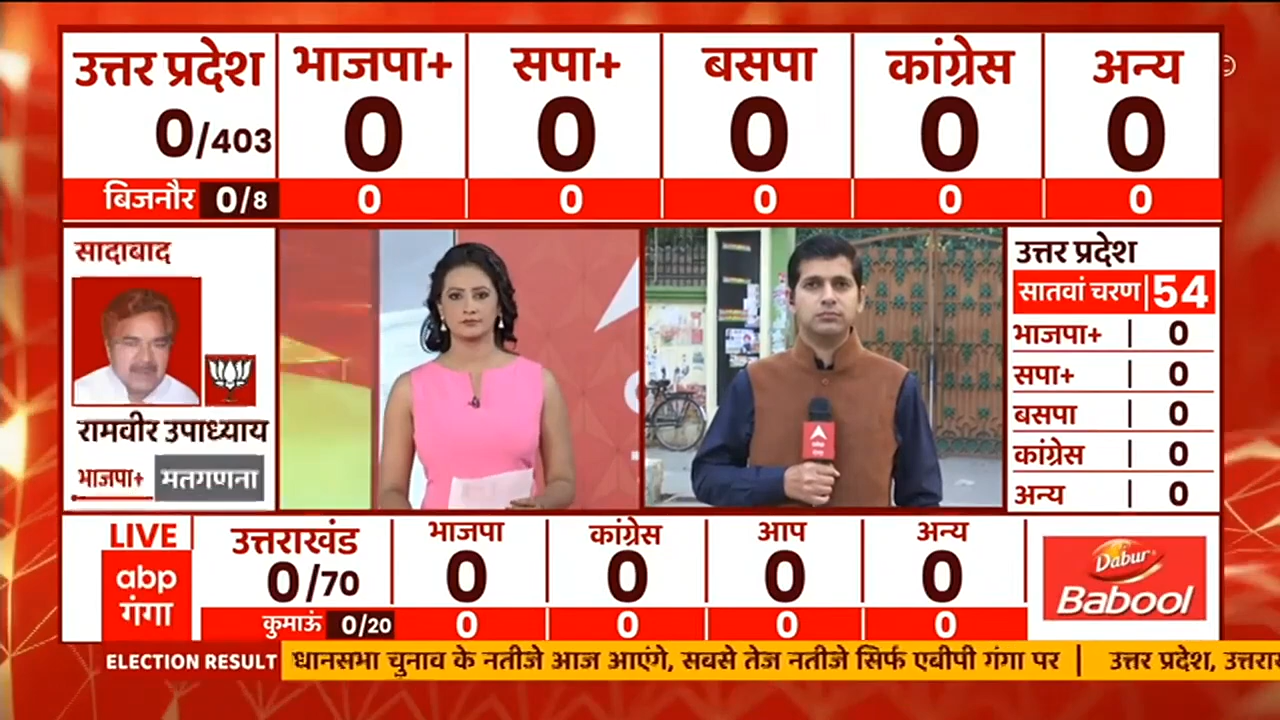 उत्तर प्रदेश
0/403
भाजपा+
0
सपा+
0
बसपा
0
कांग्रेस
0
अन्य
0
©
बिजनौर 0/8 0 0 0 0 0
सादाबाद
रामवीर उपाध्याय
भाजपा+ मतगणना
उत्तर प्रदेश
सातवां चरण 54
भाजपा+ 0
सपा+ 0
बसपा 0
कांग्रेस 0
अन्य 0
LIVE
abp
गंगा
उत्तराखंड
0/70
भाजपा
0
कांग्रेस
0
आप
0
अन्य
0
कुमाऊं 0/20 0 0 0 0
Dabur
Babool
ELECTION RESULT
धानसभा चुनाव के नतीजे आज आएंगे, सबसे तेज नतीजे सिर्फ एबीपी गंगा पर | उत्तर प्रदेश, उत्तरा